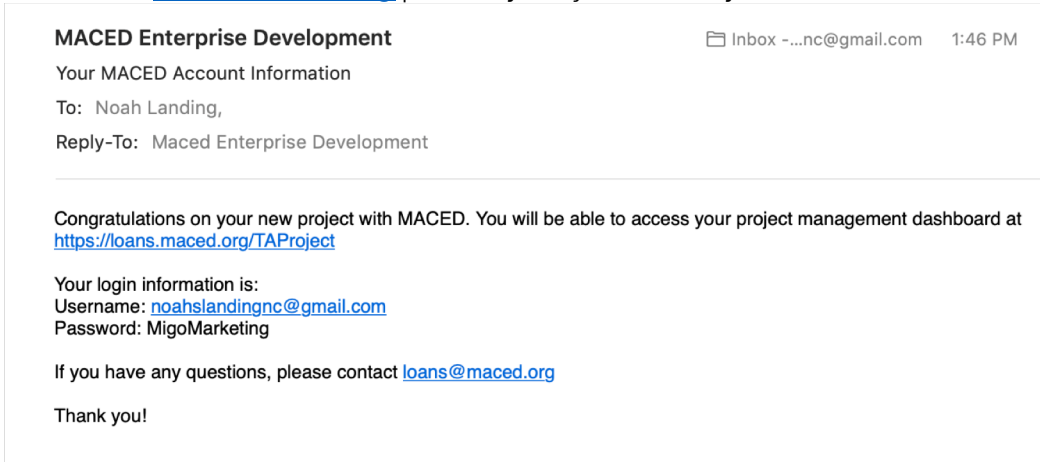 MACED Enterprise Development
Inbox -...nc@gmail.com 1:46 PM
Your MACED Account Information
To: Noah Landing,
Reply-To: Maced Enterprise Development
Congratulations on your new project with MACED. You will be able to access your project management dashboard at
https://loans.maced.org/TAProject
Your login information is:
Username: noahslandingnc@gmail.com
Password: MigoMarketing
If you have any questions, please contact loans@maced.org
Thank you!